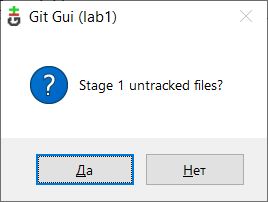 Git Gui (lab1)
Stage 1 untracked files?
Да
Нет